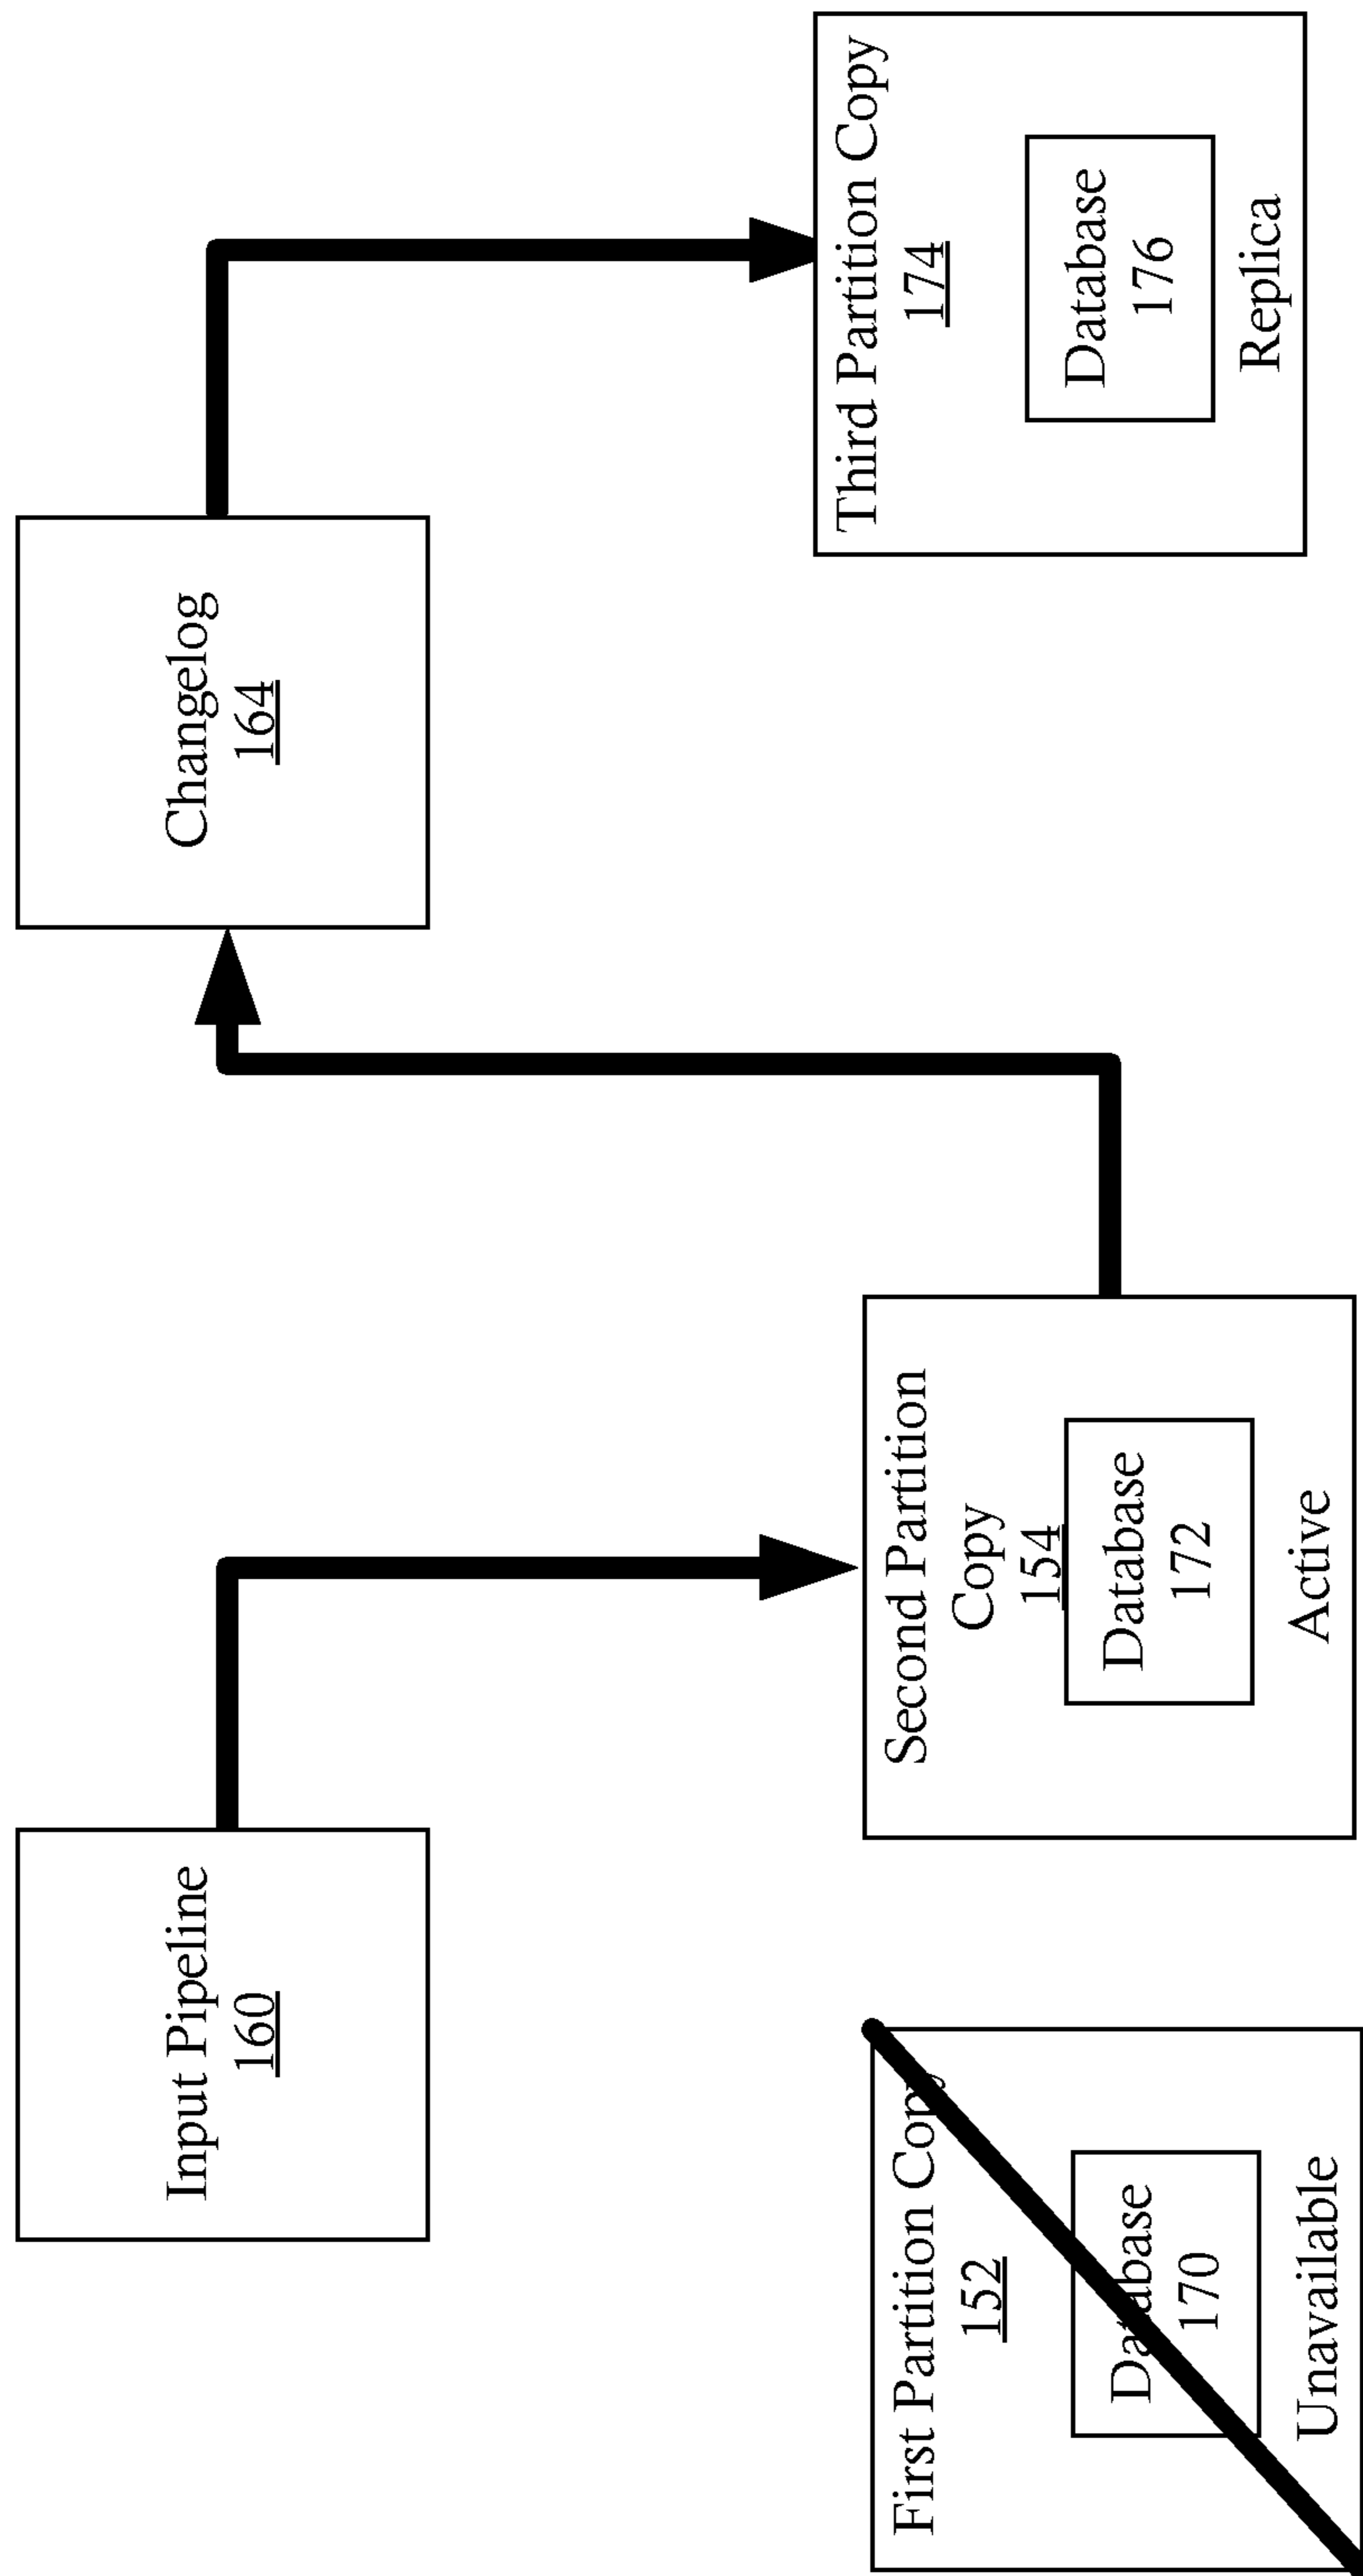 Input Pipeline
160
Changelog
164
First Partition Copy
152
Database
170
Unavailable
Second Partition
Copy
154
Database
172
Active
Third Partition Copy
174
Database
176
Replica